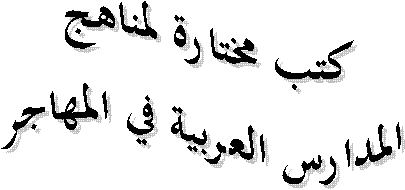 كتب مختارة لمناهج
المدارس العربية في المهاجر